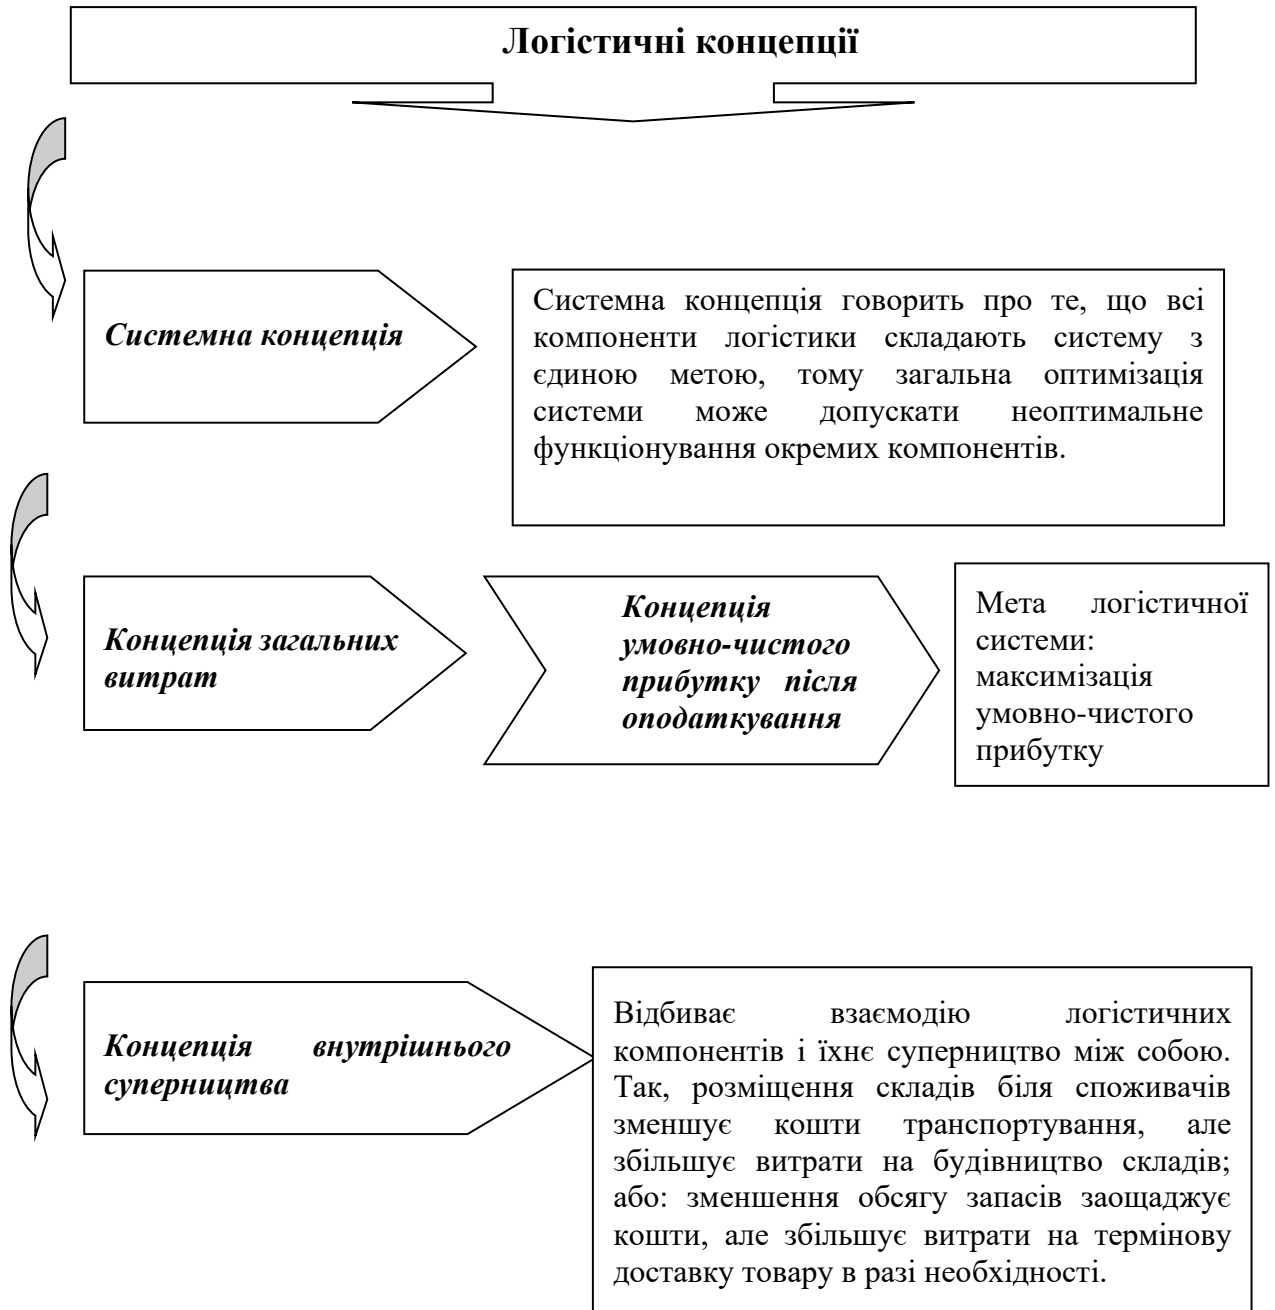 Логістичні концепції
Системна концепція
Системна концепція говорить про те, що всі
компоненти логістики складають систему з
єдиною метою, тому загальна оптимізація
системи може допускати неоптимальне
функціонування окремих компонентів.
Концепція загальних
витрат
Концепція
умовно-чистого
прибутку після
оподаткування
Мета логістичної
системи:
максимізація
умовно-чистого
прибутку
Концепція внутрішнього
суперництва
Відбиває взаємодію логістичних
компонентів і їхнє суперництво між собою.
Так, розміщення складів біля споживачів
зменшує кошти транспортування, але
збільшує витрати на будівництво складів;
або: зменшення обсягу запасів заощаджує
кошти, але збільшує витрати на термінову
доставку товару в разі необхідності.